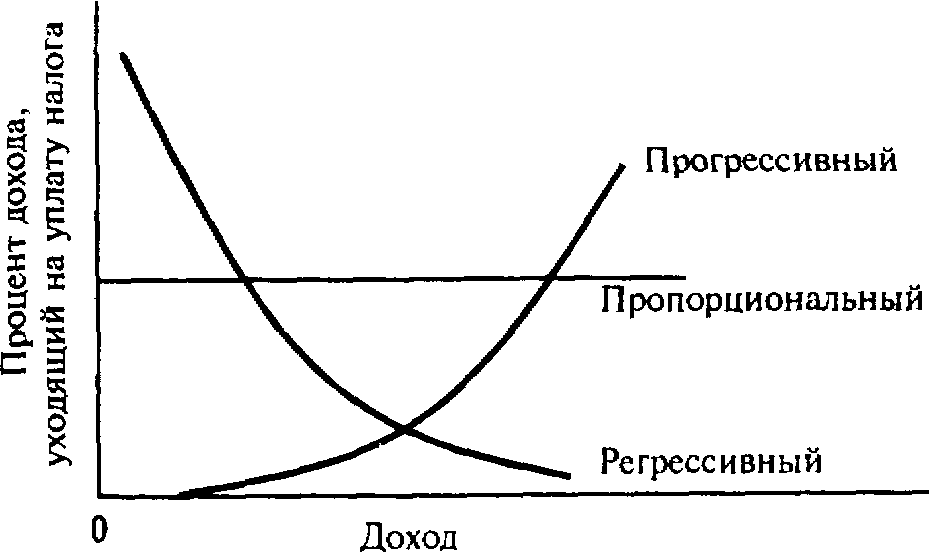 Процент дохода,
уходящий на уплату налога
Прогрессивный
Пропорциональный
Регрессивный
0
Доход